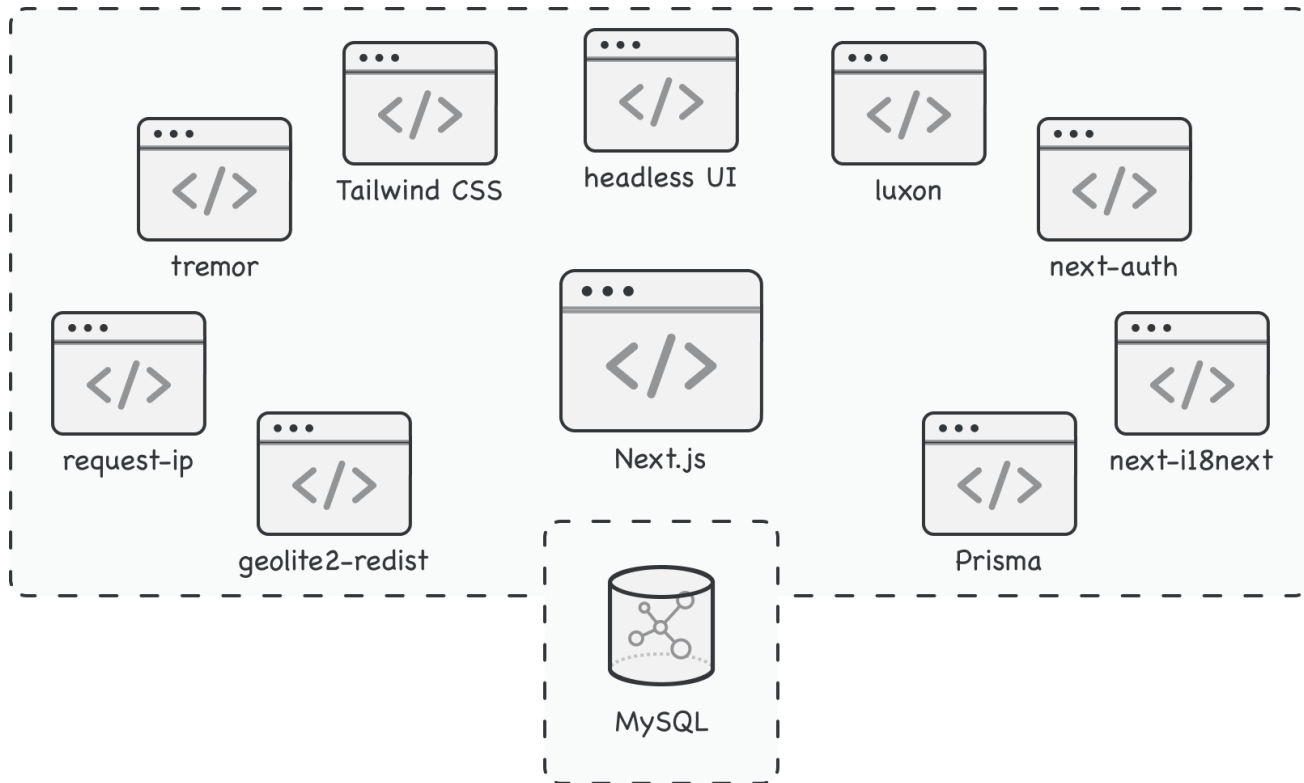 headless UI
Tailwind CSS
luxon
tremor
next-auth
Next.js
request-ip
next-i18next
geolite2-redist
Prisma
MySQL